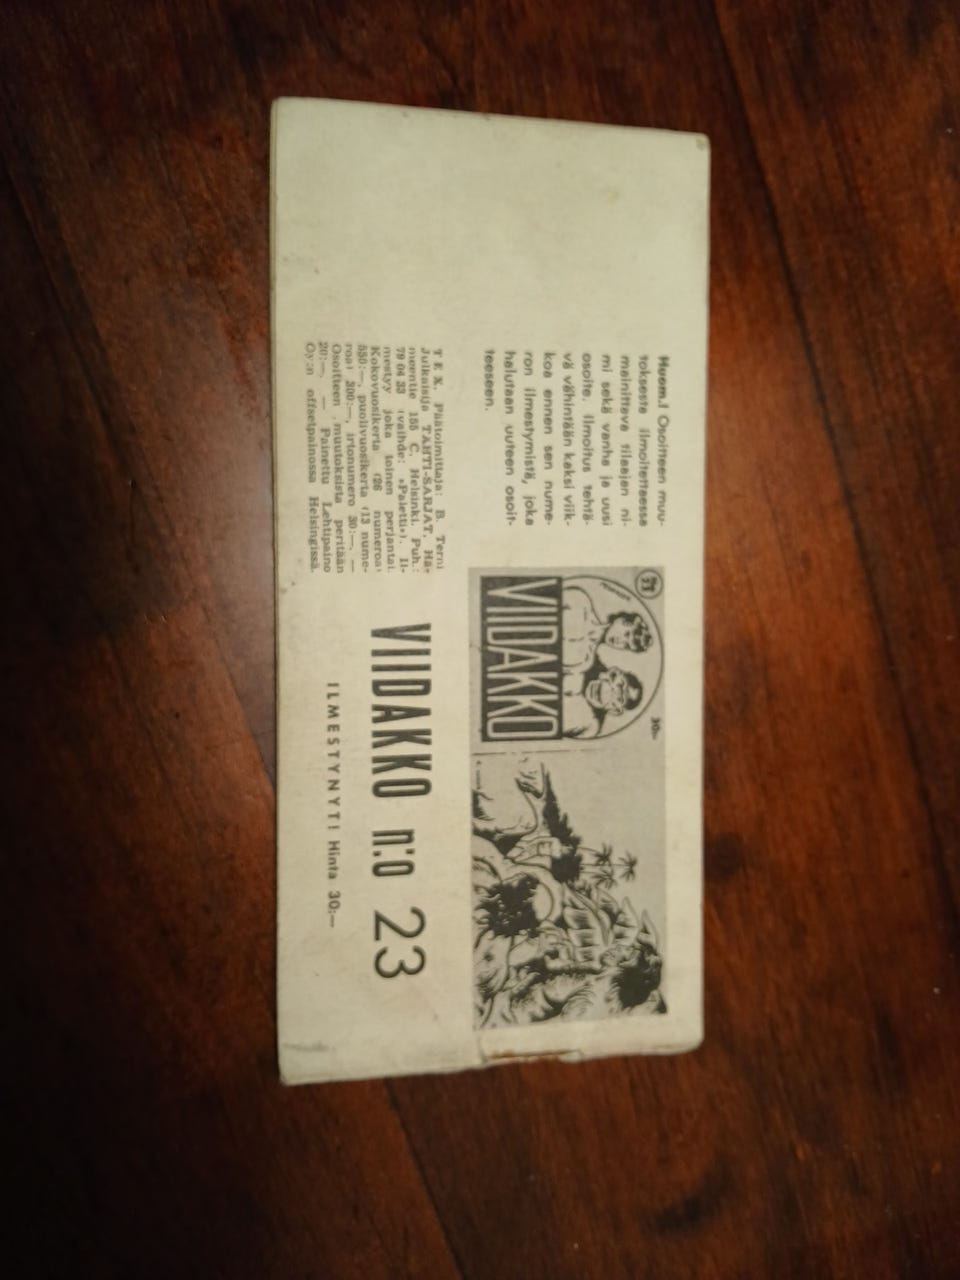 Huom.! Osoitteen muu-
toksesta ilmoitettaessa
mainittava tilaajan ni-
mi sekä vanha ja uusi
osoite. Ilmoitus tehtä-
vä vähintään kaksi viik-
koa ennen sen nume-
ron ilmestymistä, joka
halutaan uuteen osoit-
teeseen.
TEX. Päätoimittaja: B. Terni
Julkaisija TAHTI-SARJAT, Hä-
meentie 155 C, Helsinki. Puh.:
79 04 33 (vaihde: »Paletti»). Il-
mestyy joka toinen perjantai.
Kokovuosikerta (26 numeroa)
550:—, puolivuosikerta (13 nume-
roa) 300:—, irtonumero 30:—. —
Osoitteen muutoksista peritään
20:—. — Painettu Lehtipaino
Oy:n offsetpainossa Helsingissä.
30:—
VIIDAKKO
VIIDAKKO n:o 23
ILMESTYNYT! Hinta 30:—